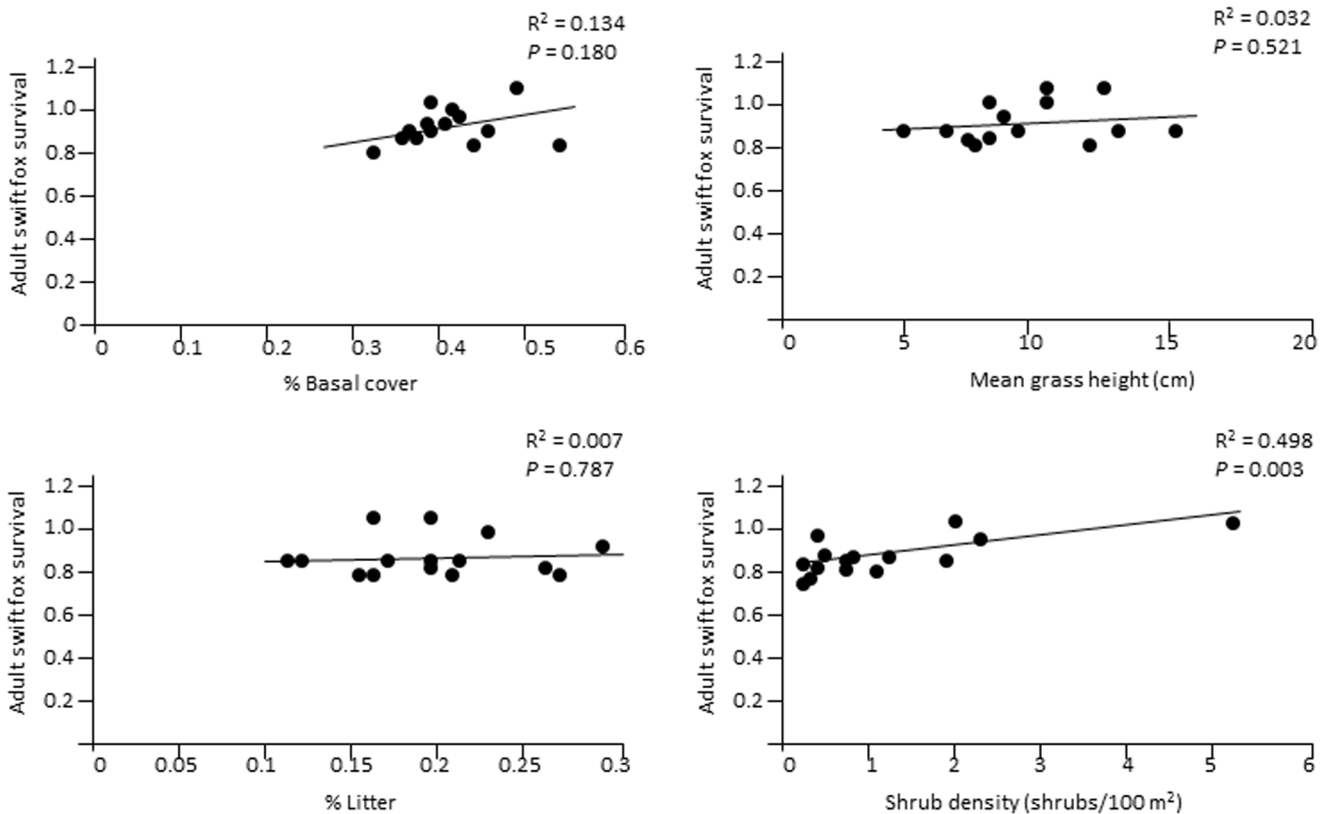 R² = 0.134
P = 0.180
Adult swift fox survival
1.2
1.0
0.8
0.6
0.4
0.2
0
0 0.1 0.2 0.3 0.4 0.5 0.6
% Basal cover
R² = 0.032
P = 0.521
Adult swift fox survival
1.2
1.0
0.8
0.6
0.4
0.2
0 5 10 15 20
Mean grass height (cm)
R² = 0.007
P = 0.787
Adult swift fox survival
1.2
1.0
0.8
0.6
0.4
0.2
0 0.05 0.1 0.15 0.2 0.25 0.3
% Litter
R² = 0.498
P = 0.003
Adult swift fox survival
1.2
1.0
0.8
0.6
0.4
0.2
0 1 2 3 4 5 6
Shrub density (shrubs/100 m²)